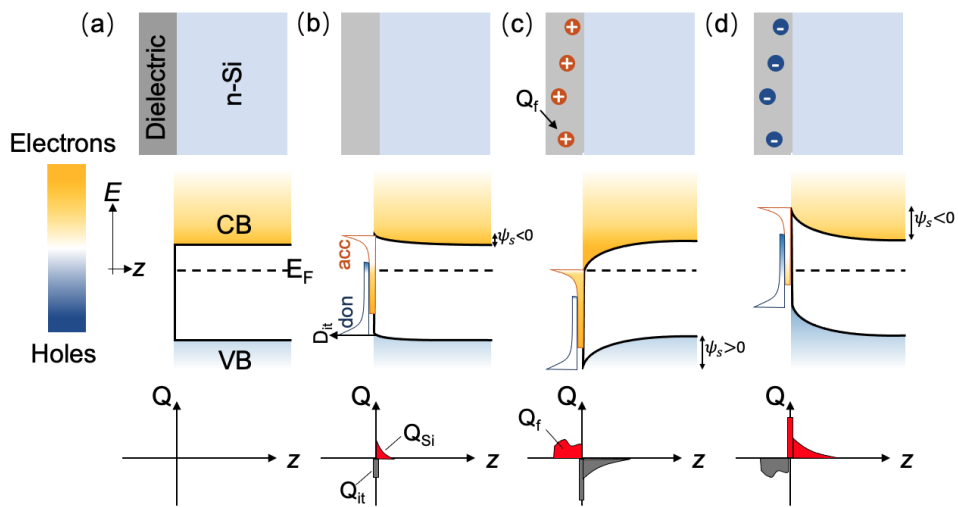 (a)
(b)
(c)
(d)
Dielectric
n-Si
Q_f
+
+
+
+
-
-
-
-
Electrons
E
z
Holes
CB
E_F
VB
acc
don
D_it
ψ_s<0
ψ_s>0
ψ_s<0
Q
z
Q
Q_Si
Q_it
z
Q
Q_f
z
Q
z